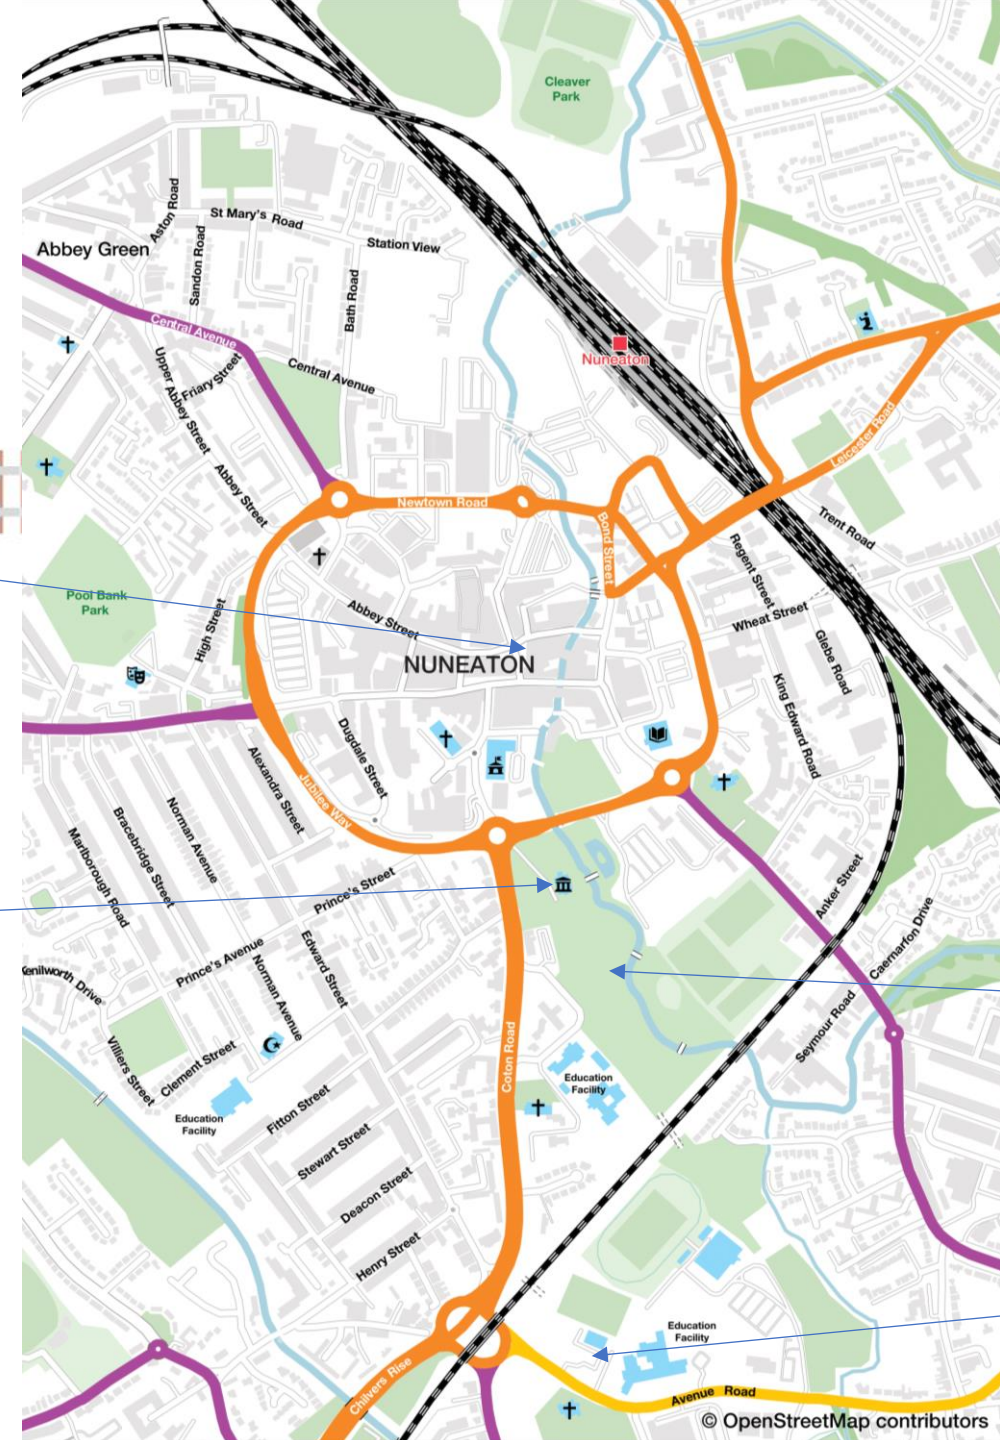 Cleaver
Park
Aston Road
St Mary's Road
Abbey Green
Sandon Road
Station View
Bath Road
Central Avenue
Nuneaton
Upper Abbey Street
Friary Street
Central Avenue
Leicester Road
Abbey Street
Newtown Road
Bond Street
Trent Road
Regent Street
Pool Bank
Park
High Street
Abbey Street
Wheat Street
Glebe Road
NUNEATON
King Edward Road
Dugdale Street
Alexandra Street
Jubilee Way
Norman Avenue
Bracebridge Street
Marlborough Road
Prince's Street
Anker Street
Caernarfon Drive
Prince's Avenue
Edward Street
Norman Avenue
Kenilworth Drive
Seymour Road
Villiers Street
Clement Street
Coton Road
Education
Facility
Education
Facility
Fitton Street
Stewart Street
Deacon Street
Henry Street
Education
Facility
Chilvers Rise
Avenue Road
© OpenStreetMap contributors